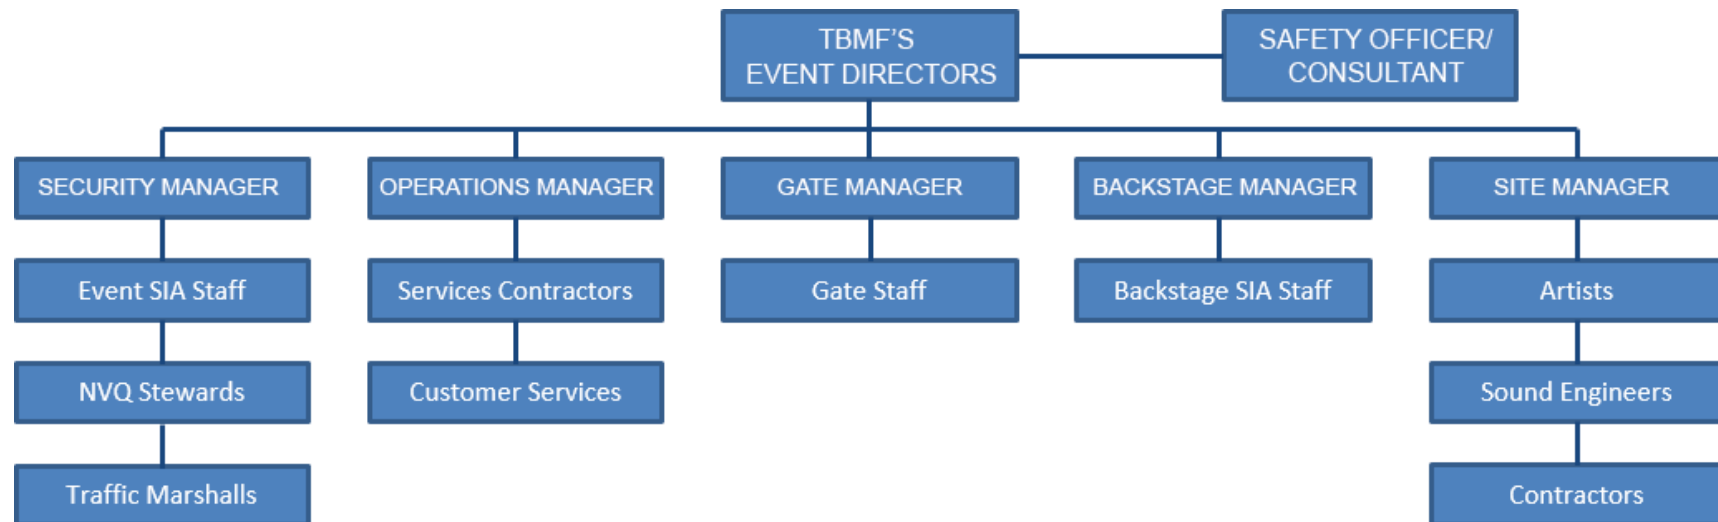 TBMF'S
EVENT DIRECTORS
SAFETY OFFICER/
CONSULTANT
SECURITY MANAGER
OPERATIONS MANAGER
GATE MANAGER
BACKSTAGE MANAGER
SITE MANAGER
Event SIA Staff
Services Contractors
Gate Staff
Backstage SIA Staff
Artists
NVQ Stewards
Customer Services
Sound Engineers
Traffic Marshalls
Contractors